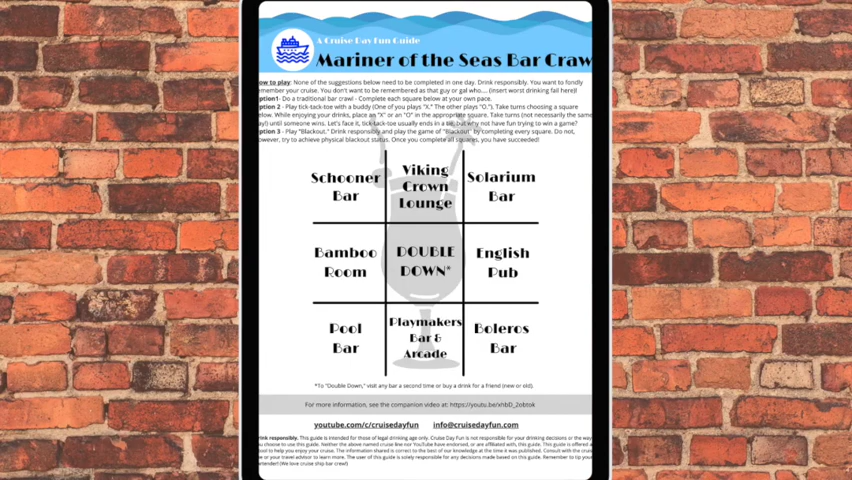 A Cruise Day Fun Guide
Mariner of the Seas Bar Craw
ow to play: None of the suggestions below need to be completed in one day. Drink responsibly. You want to fondly
emember your cruise. You don't want to be remembered as that guy or gal who.... (insert worst drinking fail here)!
ption1- Do a traditional bar crawl - Complete each square below at your own pace.
ption 2 - Play tick-tack-toe with a buddy (One of you plays "X." The other plays "O.). Take turns choosing a square
elow. While enjoying your drinks, place an "X" or an "O" in the appropriate square. Take turns (not necessarily the same
ay!) until someone wins. Let's face it, tick-tack-toe usually ends in a tie, but why not have fun trying to win a game?
ption 3 - Play "Blackout." Drink responsibly and play the game of "Blackout" by completing every square. Do not,
owever, try to achieve physical blackout status. Once you complete all squares, you have succeeded!
Schooner
Bar
Viking
Crown
Lounge
Solarium
Bar
Bamboo
Room
DOUBLE
DOWN*
English
Pub
Pool
Bar
Playmakers
Bar &
Arcade
Boleros
Bar
*To "Double Down," visit any bar a second time or buy a drink for a friend (new or old).
For more information, see the companion video at: https://youtu.be/xhbD_2obtok
youtube.com/c/cruisedayfun info@cruisedayfun.com
rink responsibly. This guide is intended for those of legal drinking age only. Cruise Day Fun is not responsible for your drinking decisions or the way
ou choose to use this guide. Neither the above named cruise line nor YouTube have endorsed, or are affiliated with, this guide. This guide is offered a
ool to help you enjoy your cruise. The information shared is correct to the best of our knowledge at the time it was published. Consult with the cruis
e or your travel advisor to learn more. The user of this guide is solely responsible for any decisions made based on this guide. Remember to tip you
artender! (We love cruise ship bar crew!)